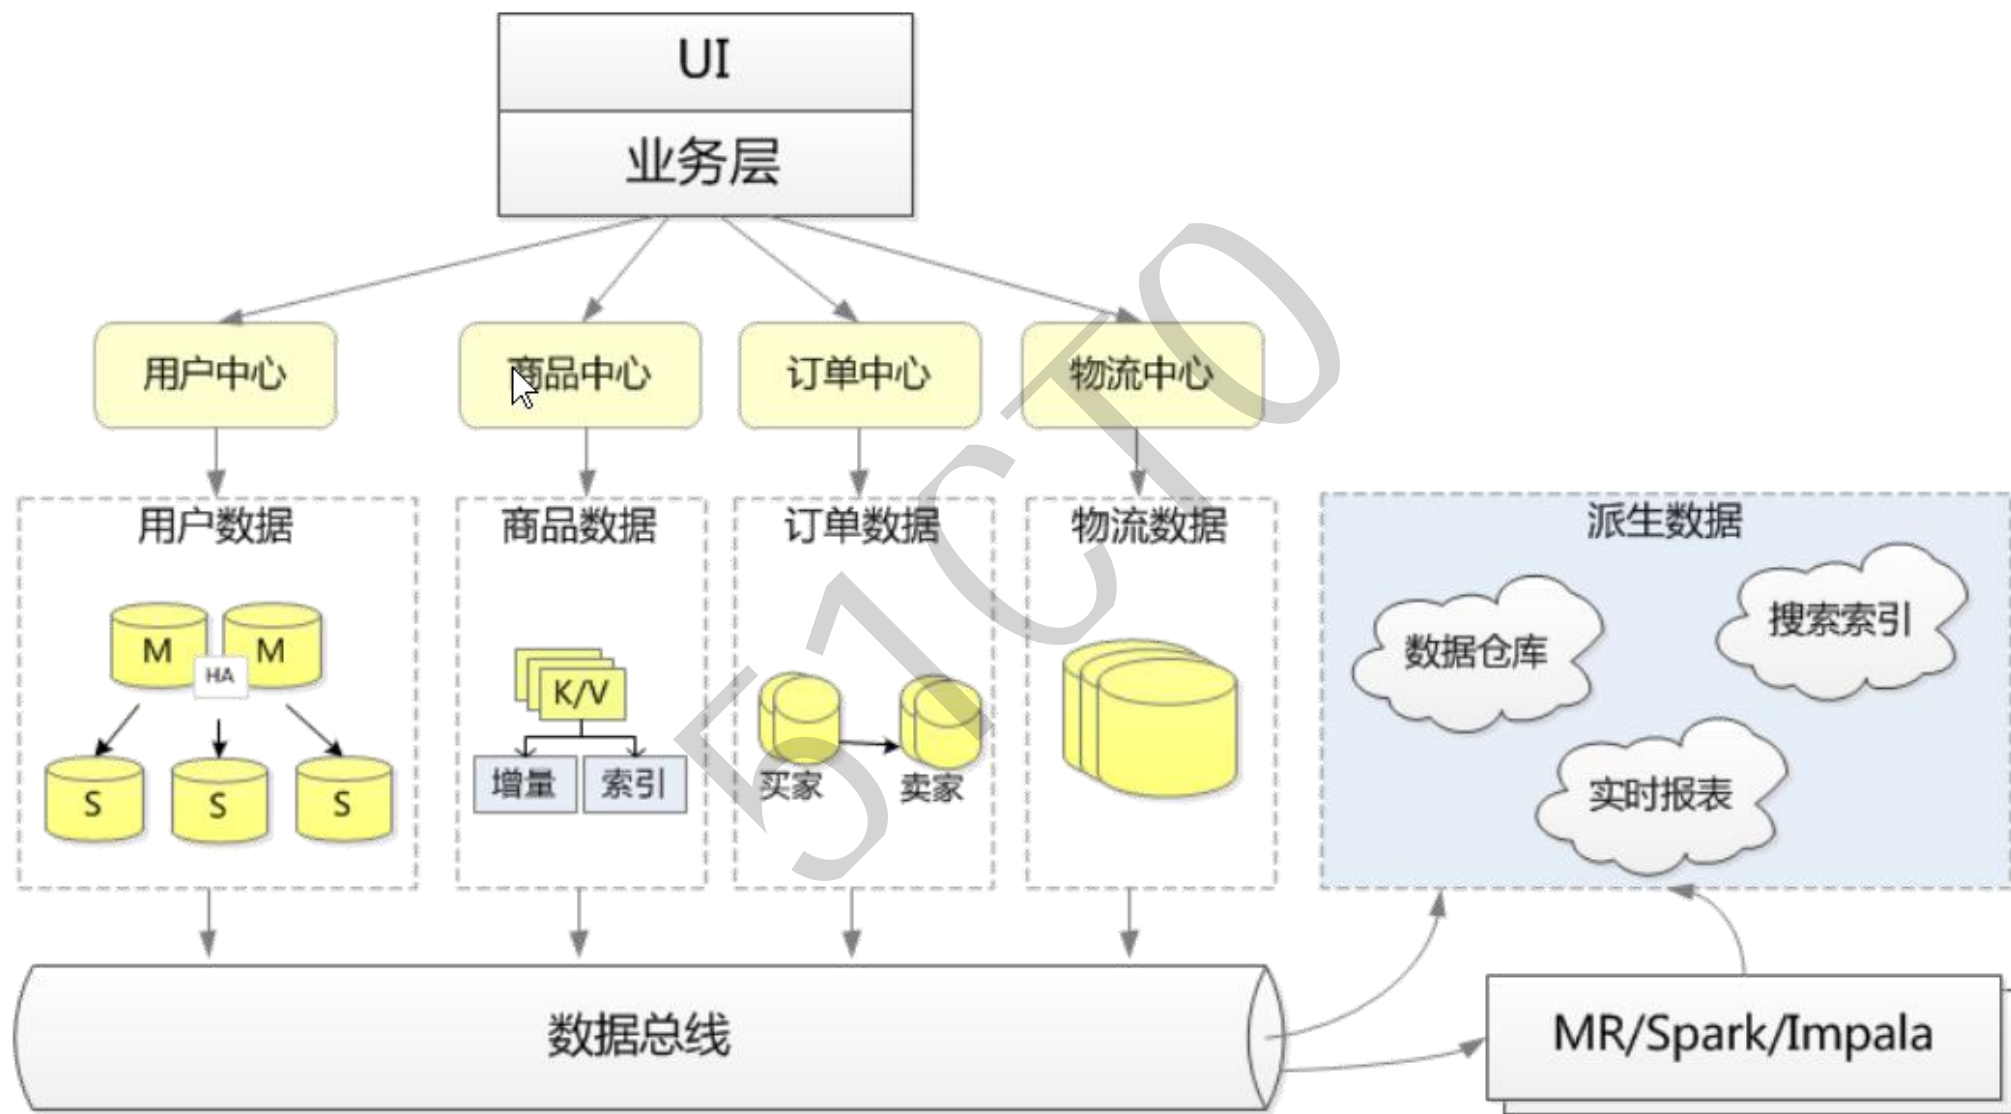 UI
业务层
用户中心
商品中心
订单中心
物流中心
用户数据
商品数据
订单数据
物流数据
派生数据
M
M
HA
S
S
S
K/V
增量
索引
买家
卖家
数据仓库
搜索索引
实时报表
数据总线
MR/Spark/Impala
51CTO